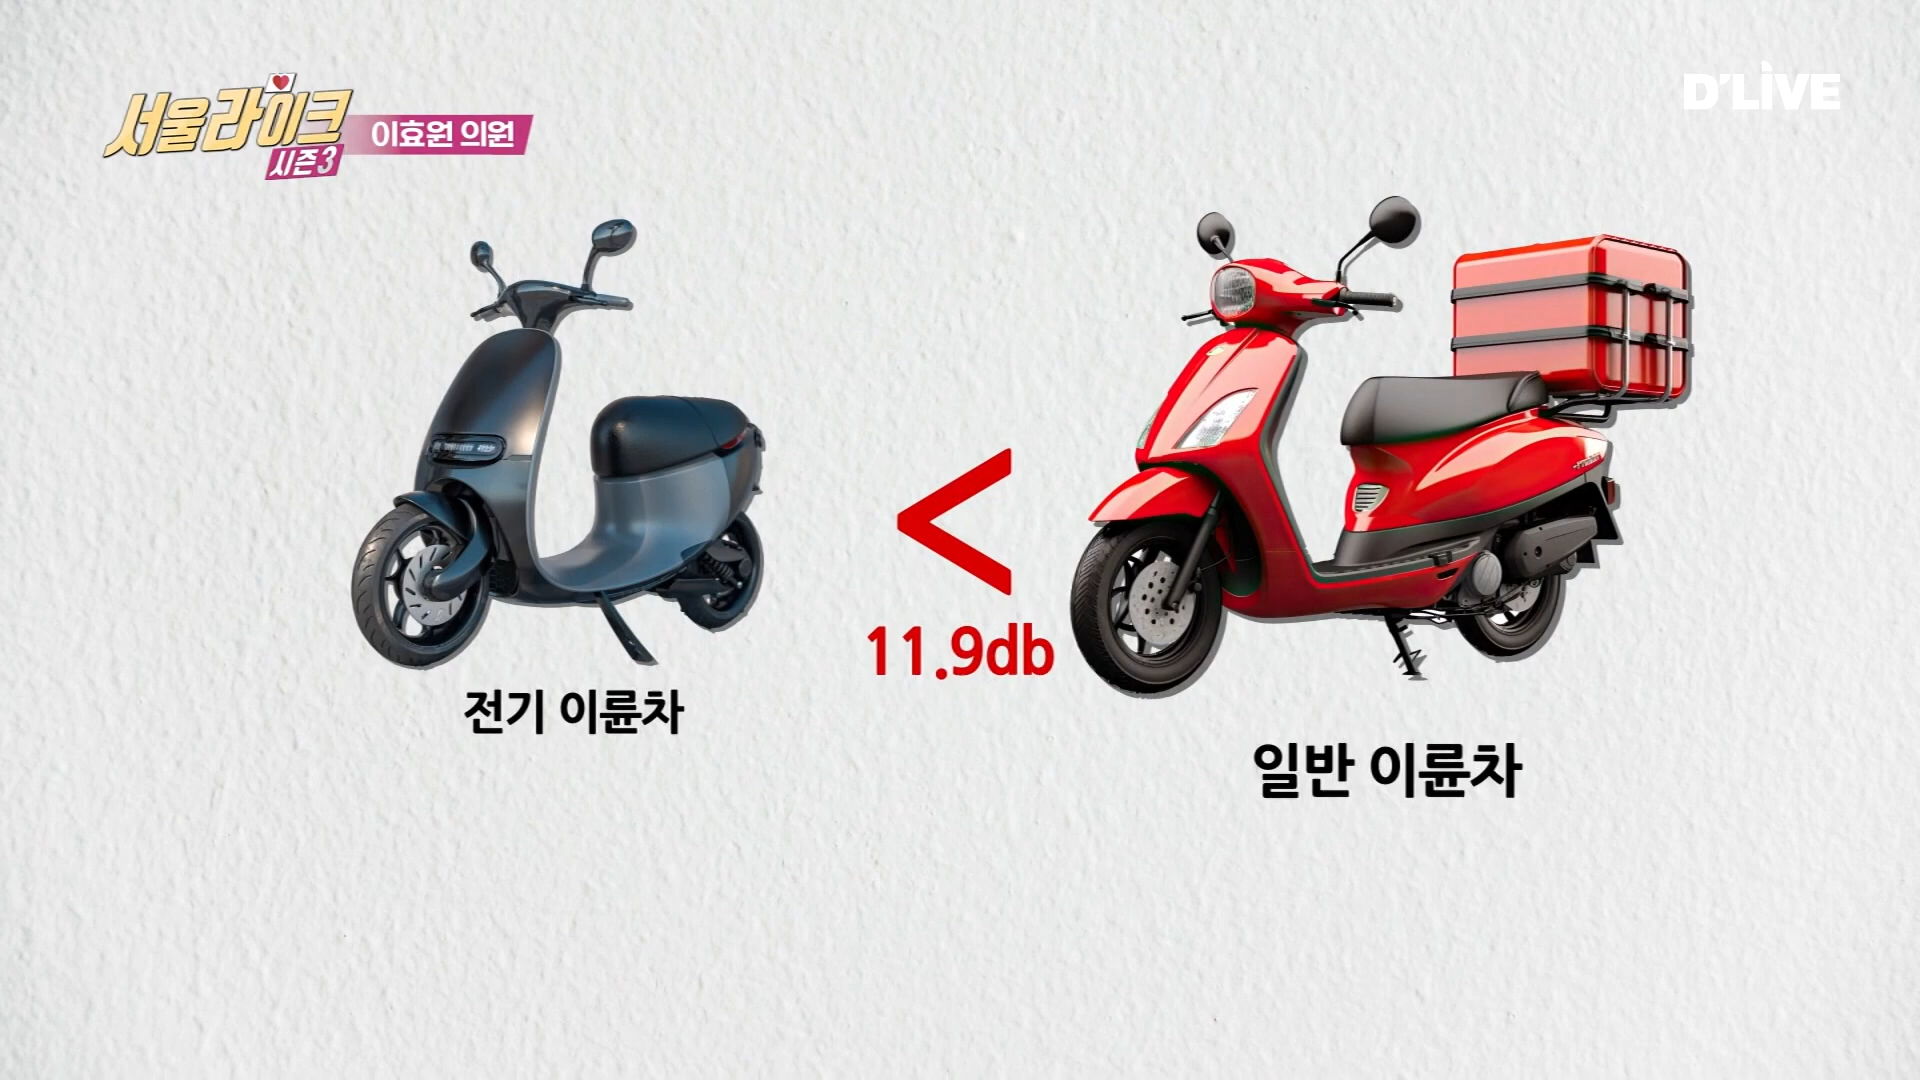 서울라이크
시즌3
이효원 의원
D'LIVE
<
11.9db
전기 이륜차
일반 이륜차